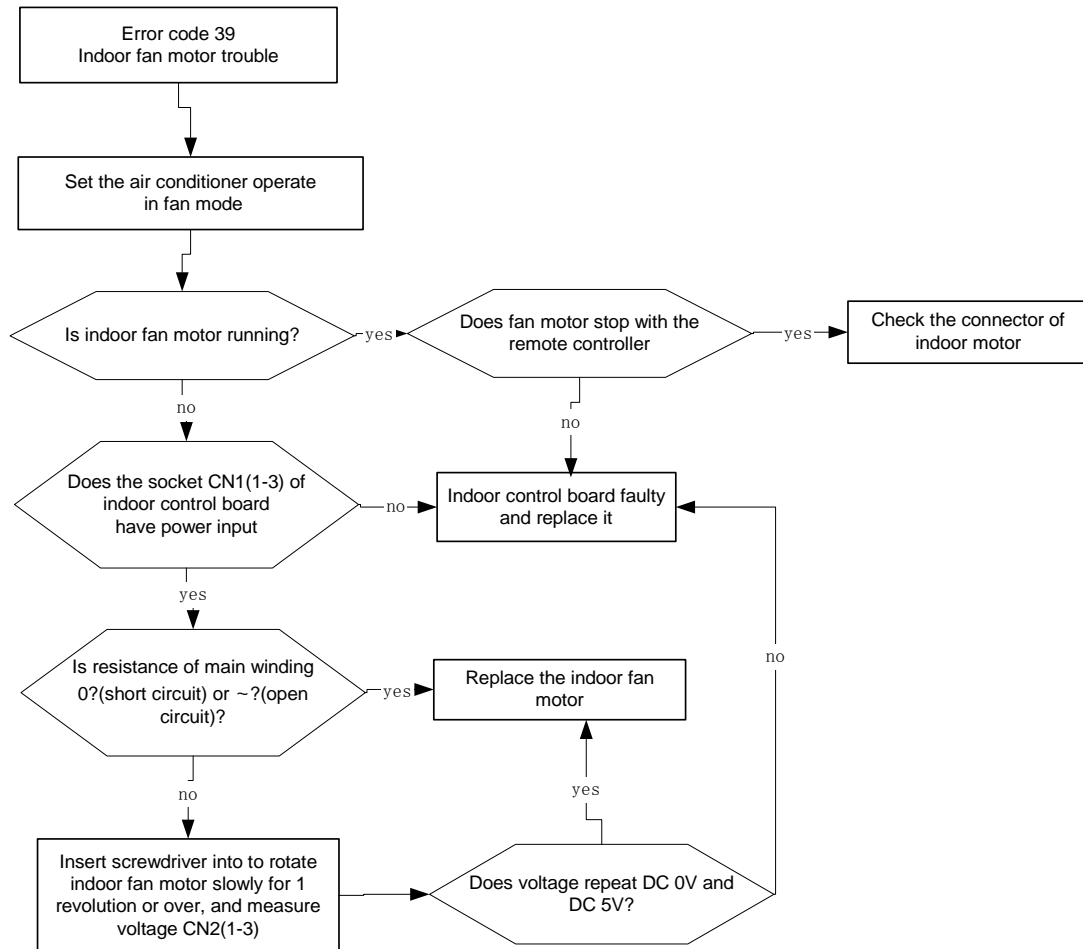 Error code 39
Indoor fan motor trouble
Set the air conditioner operate
in fan mode
Is indoor fan motor running?
yes
Does fan motor stop with the
remote controller
yes
Check the connector of
indoor motor
no
no
Does the socket CN1(1-3) of
indoor control board
have power input
no
Indoor control board faulty
and replace it
yes
no
Is resistance of main winding
0?(short circuit) or ~?(open
circuit)?
yes
Replace the indoor fan
motor
no
yes
Insert screwdriver into to rotate
indoor fan motor slowly for 1
revolution or over, and measure
voltage CN2(1-3)
Does voltage repeat DC 0V and
DC 5V?